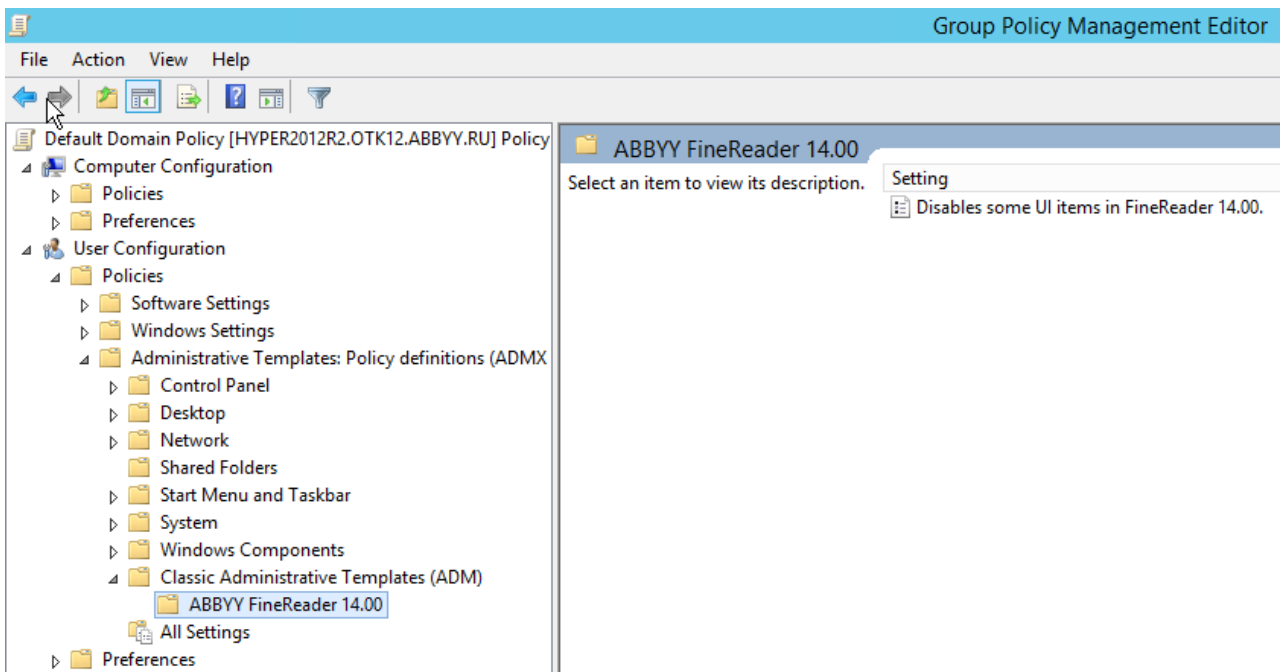 Group Policy Management Editor
File Action View Help
Default Domain Policy [HYPER2012R2.OTK12.ABBYY.RU] Policy
Computer Configuration
Policies
Preferences
User Configuration
Policies
Software Settings
Windows Settings
Administrative Templates: Policy definitions (ADMX
Control Panel
Desktop
Network
Shared Folders
Start Menu and Taskbar
System
Windows Components
Classic Administrative Templates (ADM)
ABBYY FineReader 14.00
All Settings
Preferences
ABBYY FineReader 14.00
Select an item to view its description.
Setting
Disables some UI items in FineReader 14.00.